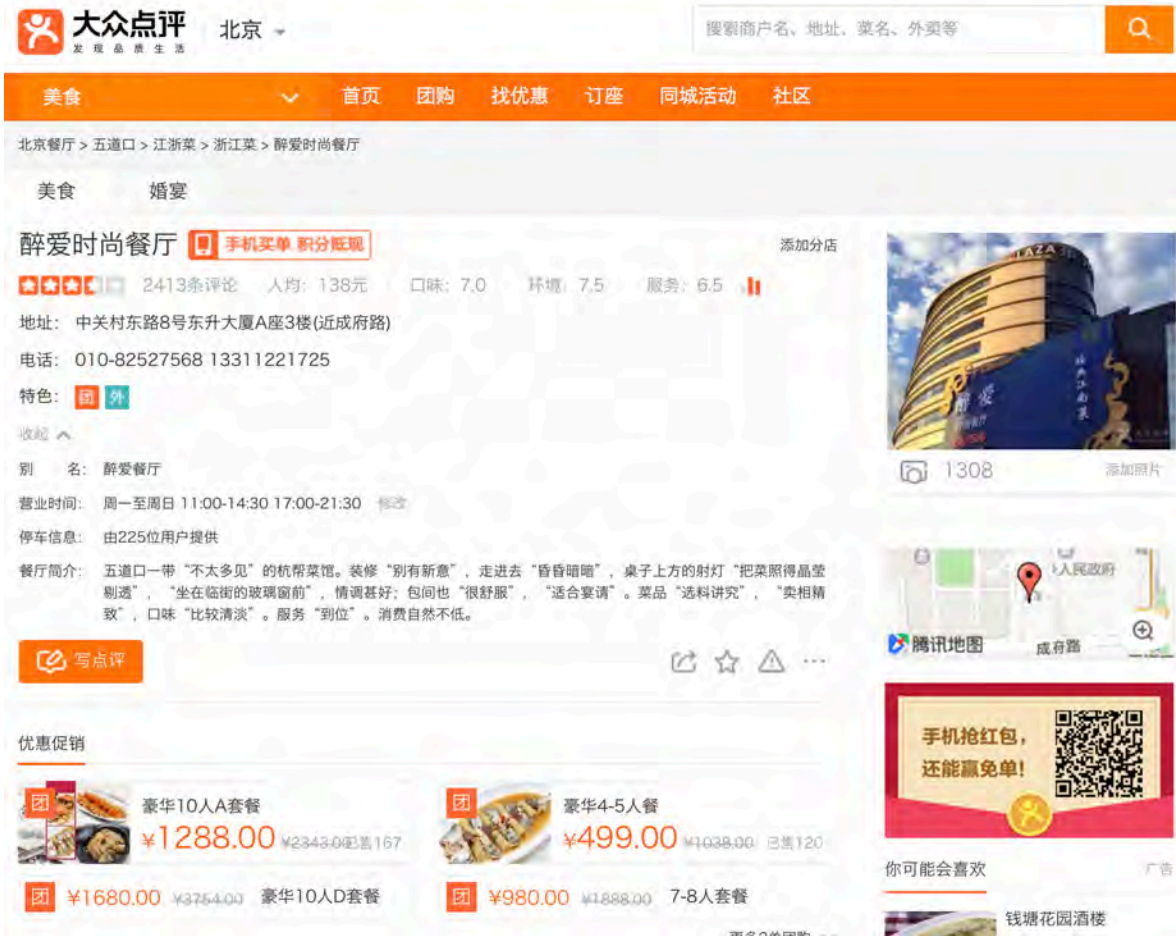 大众点评
发现品质生活
北京
搜索商户名、地址、菜名、外卖等
美食 首页 团购 找优惠 订座 同城活动 社区
北京餐厅 > 五道口 > 江浙菜 > 浙江菜 > 醉爱时尚餐厅
美食 婚宴
醉爱时尚餐厅 手机买单 积分抵现 添加分店
2413条评论 人均：138元 口味：7.0 环境：7.5 服务：6.5
地址： 中关村东路8号东升大厦A座3楼(近成府路)
电话： 010-82527568 13311221725
特色： 团 外
收起
别 名： 醉爱餐厅
营业时间： 周一至周日 11:00-14:30 17:00-21:30 修改
停车信息： 由225位用户提供
餐厅简介： 五道口一带“不太多见”的杭帮菜馆。装修“别有新意”，走进去“昏昏暗暗”，桌子上方的射灯“把菜照得晶莹
剔透”，“坐在临街的玻璃窗前”，情调甚好；包间也“很舒服”，“适合宴请”。菜品“选料讲究”，“卖相精
致”，口味“比较清淡”。服务“到位”。消费自然不低。
写点评
优惠促销
团 豪华10人A套餐
¥1288.00 ¥2343.00 已售167
团 豪华4-5人餐
¥499.00 ¥1038.00 已售120
团 ¥1680.00 ¥3754.00 豪华10人D套餐
团 ¥980.00 ¥1888.00 7-8人套餐
PLAZA
醉爱
1308 添加照片
人民政府
腾讯地图 成府路
手机抢红包，
还能赢免单！
你可能会喜欢 广告
钱塘花园酒楼